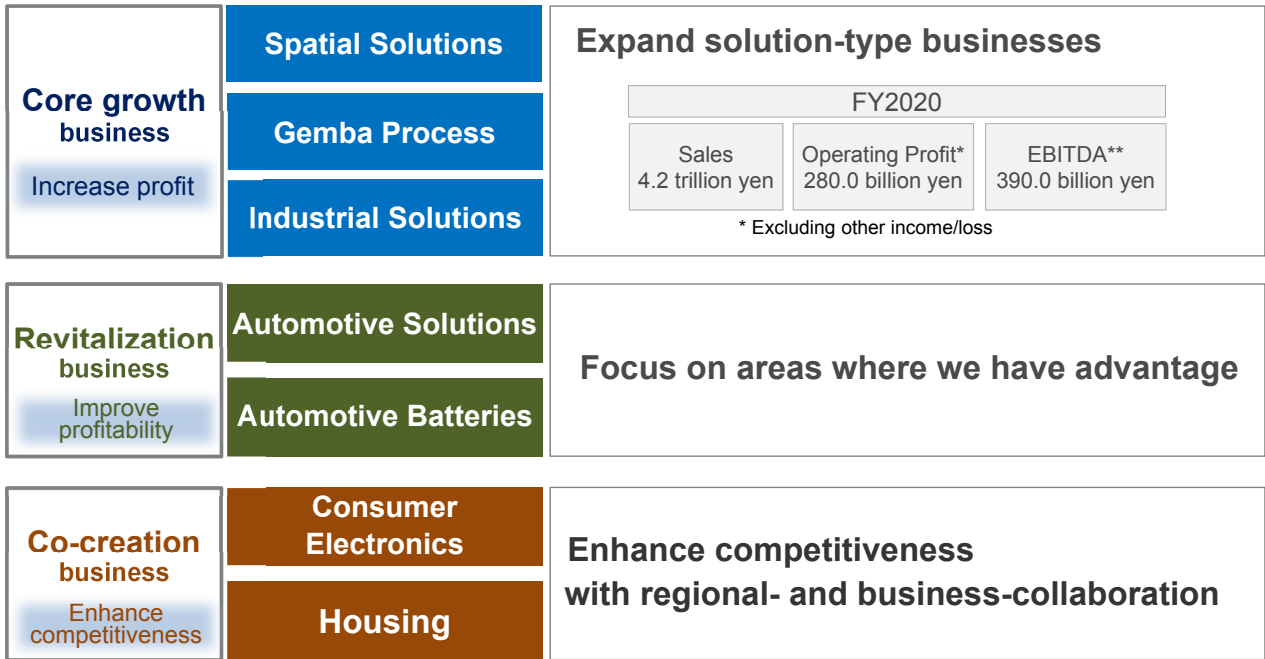 Core growth
business
Increase profit
Spatial Solutions
Gemba Process
Industrial Solutions
Expand solution-type businesses
FY2020
Sales
4.2 trillion yen
Operating Profit*
280.0 billion yen
EBITDA**
390.0 billion yen
* Excluding other income/loss
Revitalization
business
Improve
profitability
Automotive Solutions
Automotive Batteries
Focus on areas where we have advantage
Co-creation
business
Enhance
competitiveness
Consumer
Electronics
Housing
Enhance competitiveness
with regional- and business-collaboration